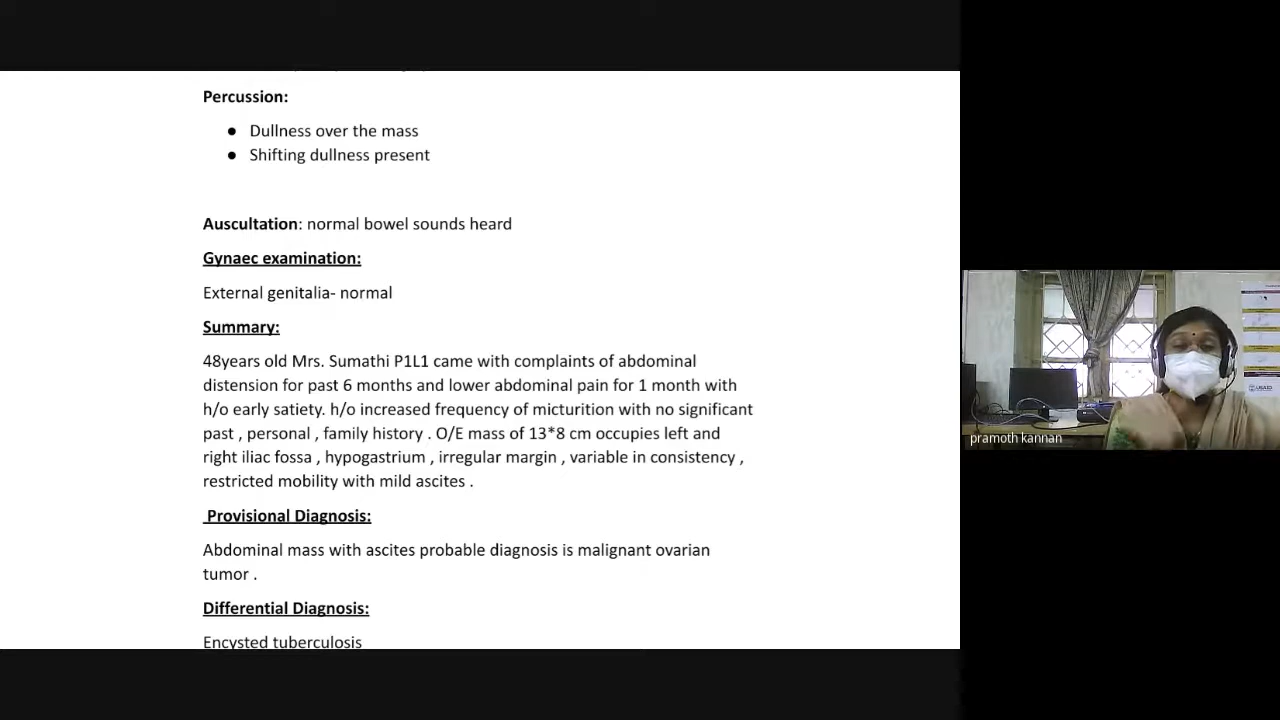 Percussion:
● Dullness over the mass
● Shifting dullness present
Auscultation: normal bowel sounds heard
Gynaec examination:
External genitalia- normal
Summary:
48years old Mrs. Sumathi P1L1 came with complaints of abdominal
distension for past 6 months and lower abdominal pain for 1 month with
h/o early satiety. h/o increased frequency of micturition with no significant
past , personal , family history . O/E mass of 13*8 cm occupies left and
right iliac fossa , hypogastrium , irregular margin , variable in consistency ,
restricted mobility with mild ascites .
Provisional Diagnosis:
Abdominal mass with ascites probable diagnosis is malignant ovarian
tumor .
Differential Diagnosis:
Encysted tuberculosis
pramoth kannan
USAID